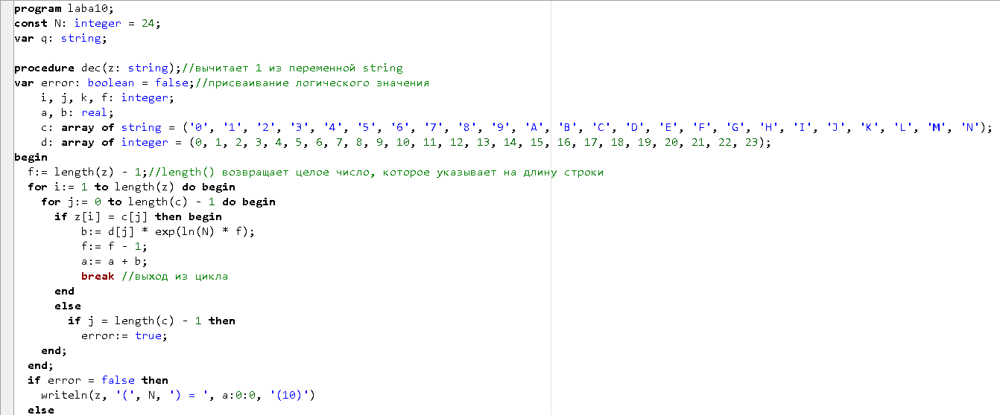 program laba10;
const N: integer = 24;
var q: string;
procedure dec(z: string);//вычитает 1 из переменной string
var error: boolean = false;//присваивание логического значения
i, j, k, f: integer;
a, b: real;
c: array of string = ('0', '1', '2', '3', '4', '5', '6', '7', '8', '9', 'A', 'B', 'C', 'D', 'E', 'F', 'G', 'H', 'I', 'J', 'K', 'L', 'M', 'N');
d: array of integer = (0, 1, 2, 3, 4, 5, 6, 7, 8, 9, 10, 11, 12, 13, 14, 15, 16, 17, 18, 19, 20, 21, 22, 23);
begin
f:= length(z) - 1;//length() возвращает целое число, которое указывает на длину строки
for i:= 1 to length(z) do begin
for j:= 0 to length(c) - 1 do begin
if z[i] = c[j] then begin
b:= d[j] * exp(ln(N) * f);
f:= f - 1;
a:= a + b;
break //выход из цикла
end
else
if j = length(c) - 1 then
error:= true;
end;
end;
if error = false then
writeln(z, '(', N, ') = ', a:0:0, '(10)')
else